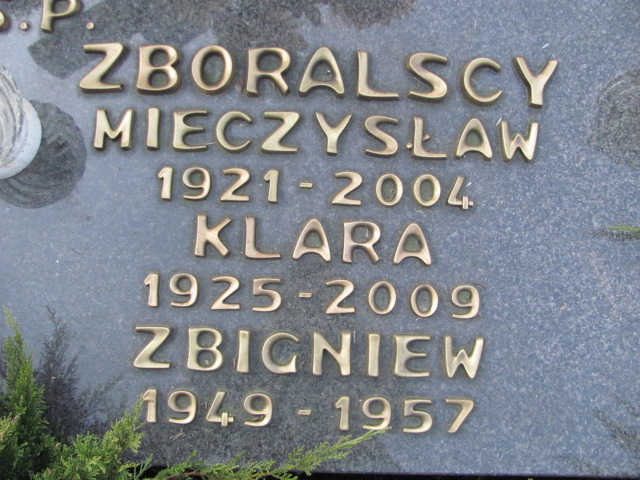 Ś.P.
ZBORALSCY
MIECZYSŁAW
1921 - 2004
KLARA
1925 - 2009
ZBIGNIEW
1949 - 1957